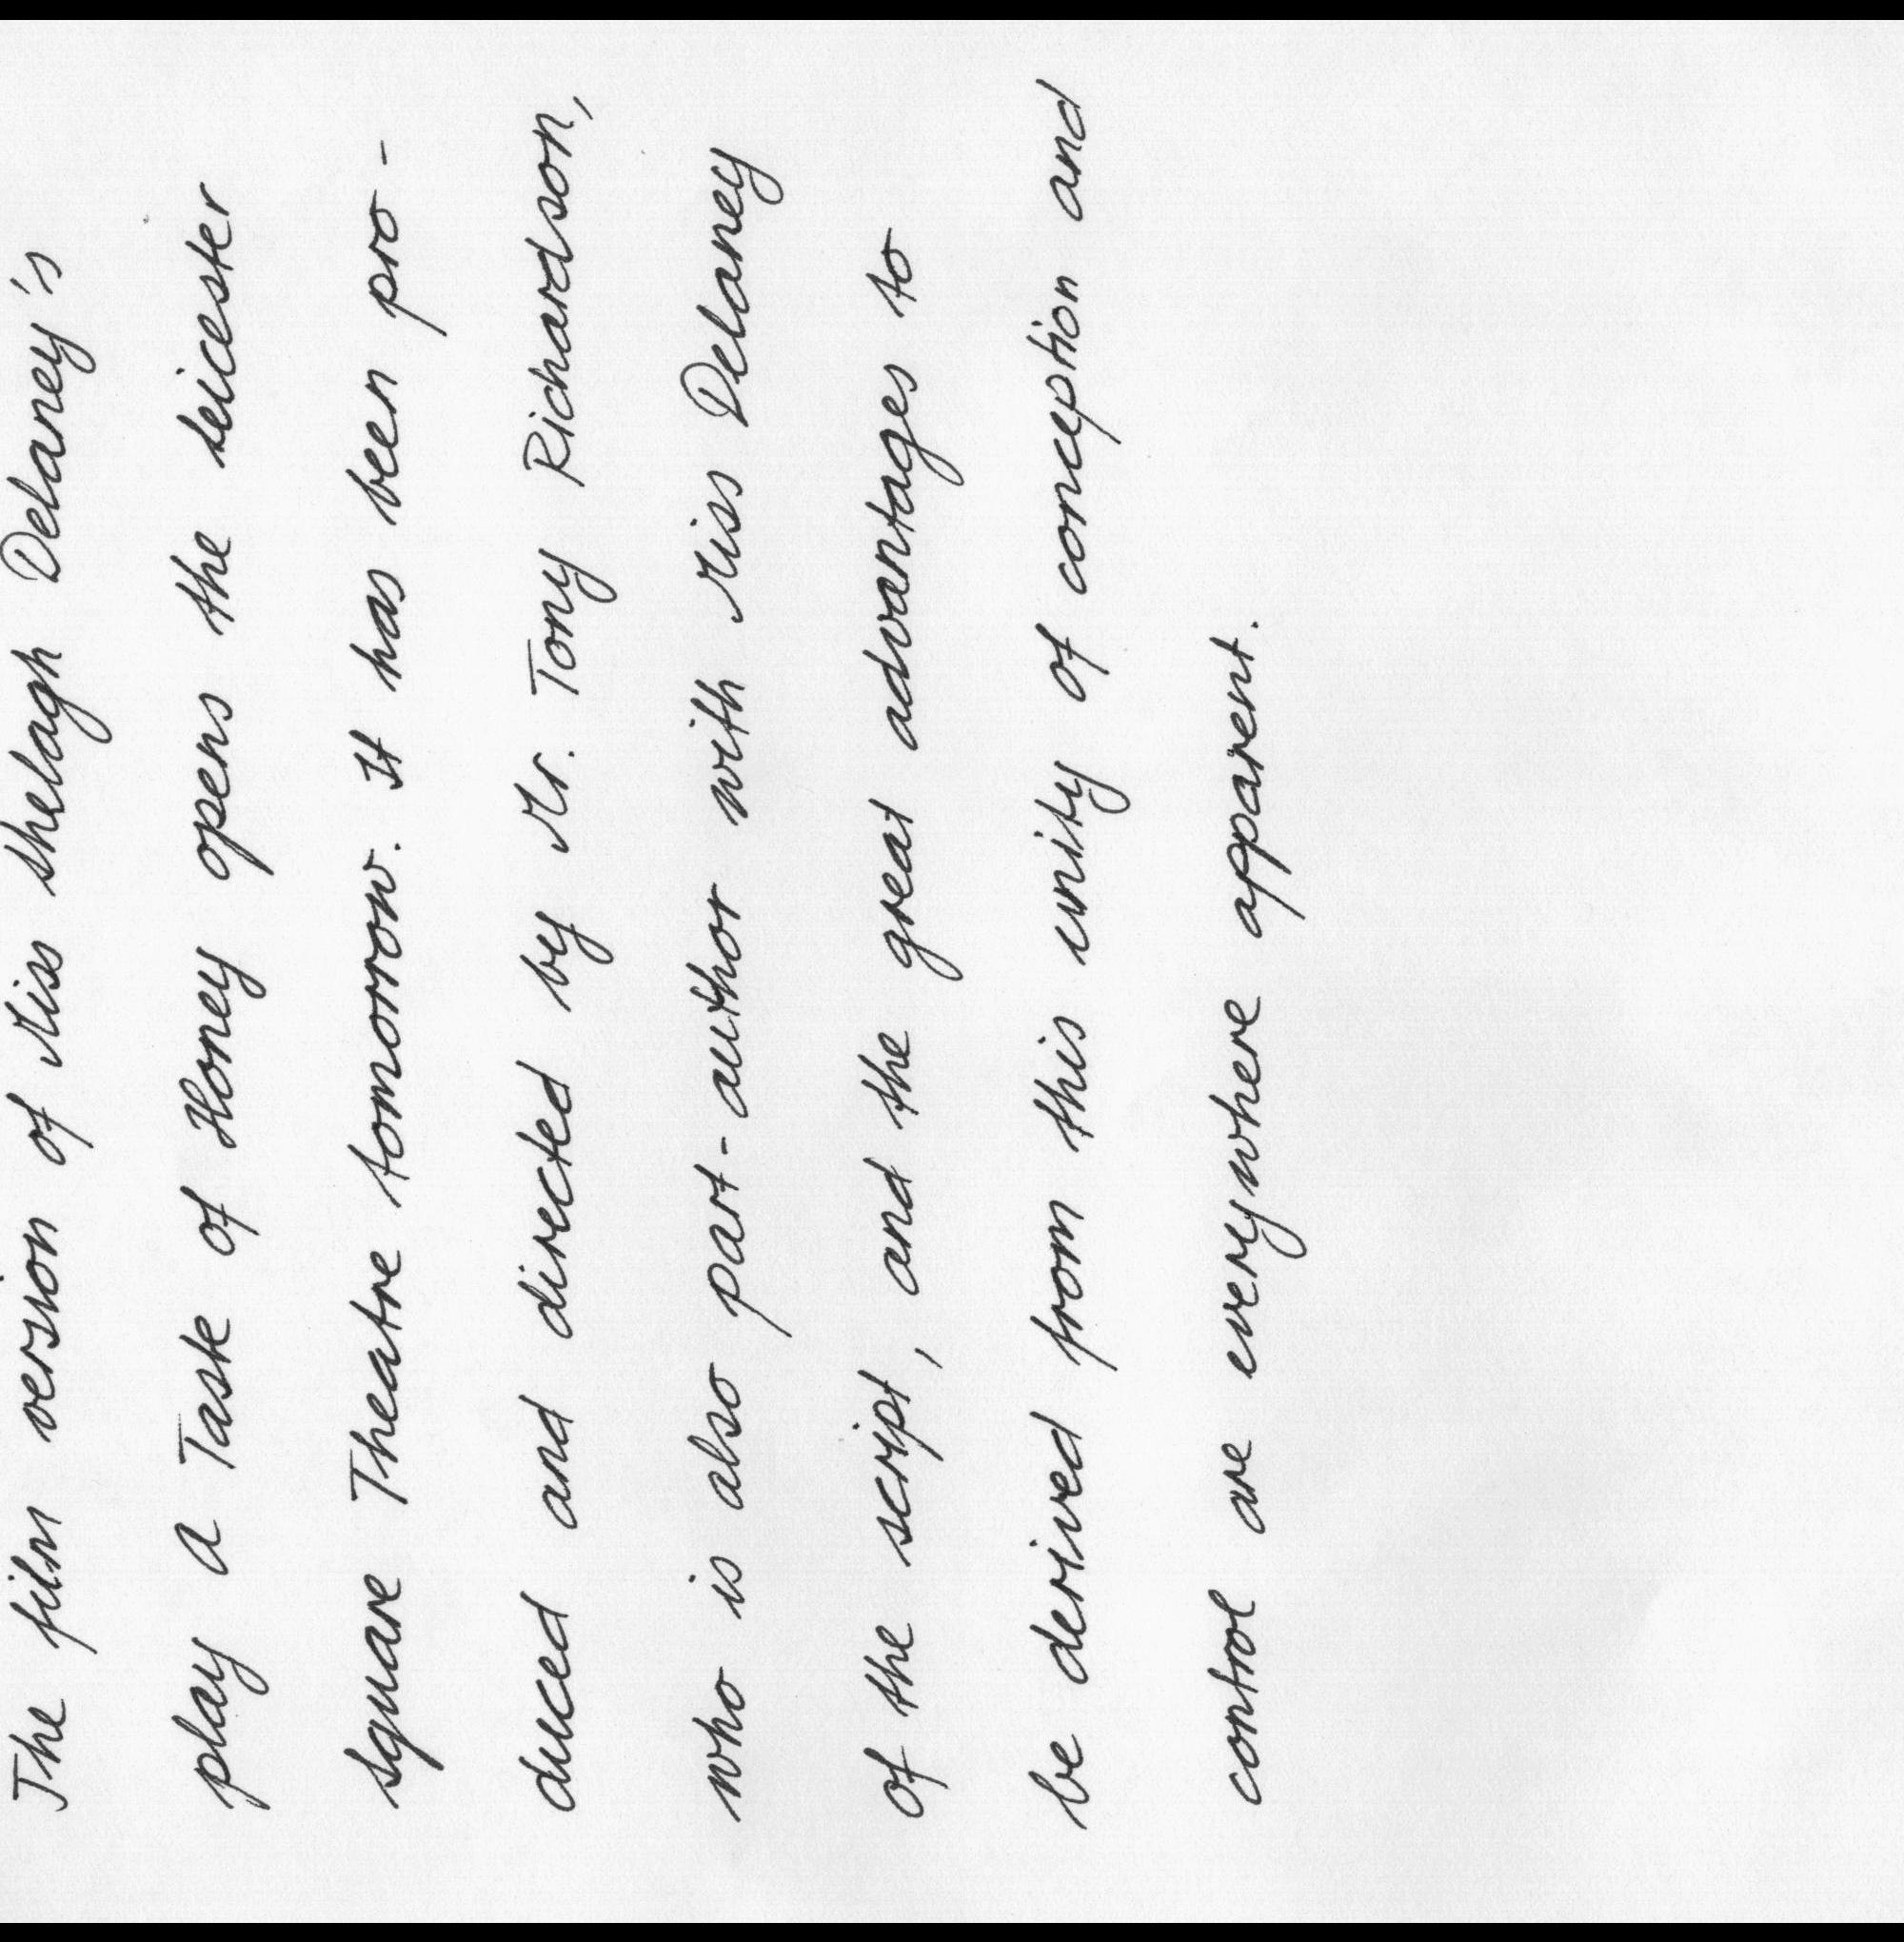 The film version of Miss Shelagh Delaney's
play A Taste of Honey opens the Leicester
Square Theatre tomorrow. It has been pro-
duced and directed by Mr. Tony Richardson,
who is also part-author with Miss Delaney
of the script, and the great advantages to
be derived from this unity of conception and
control are everywhere apparent.